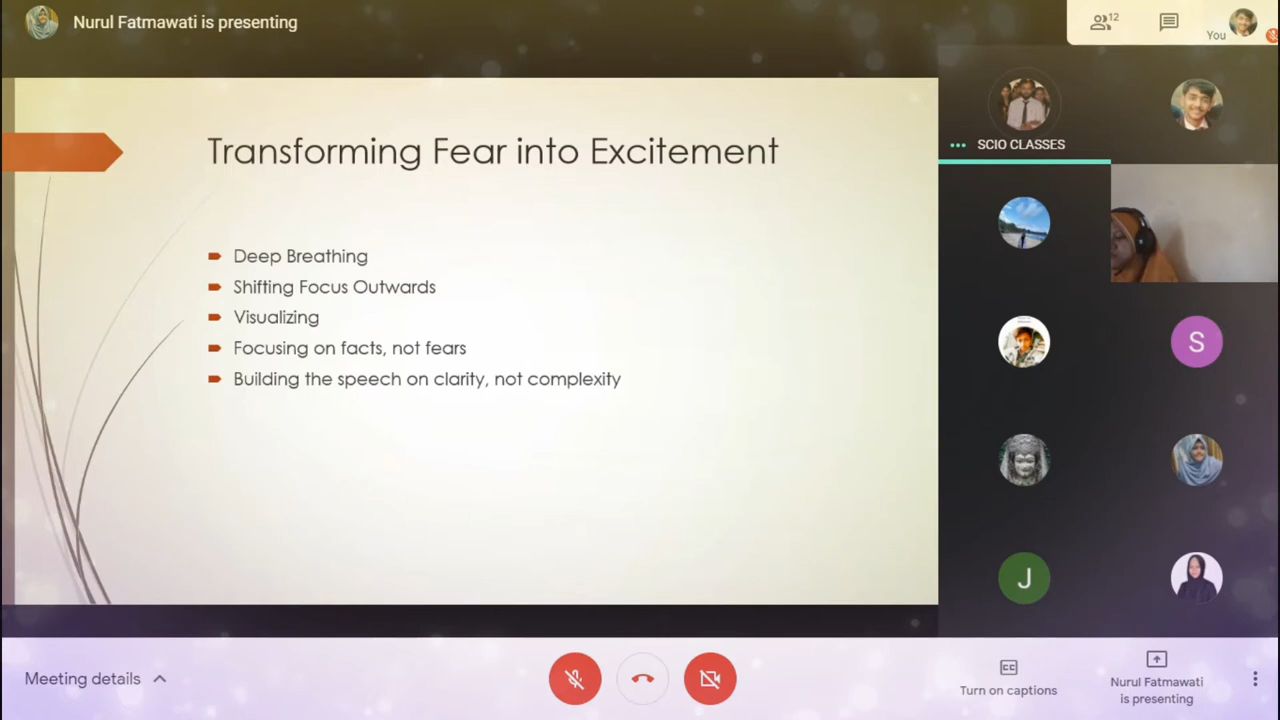 Nurul Fatmawati is presenting
12
You
Transforming Fear into Excitement
Deep Breathing
Shifting Focus Outwards
Visualizing
Focusing on facts, not fears
Building the speech on clarity, not complexity
SCIO CLASSES
S
J
Meeting details
CC
Turn on captions
Nurul Fatmawati
is presenting